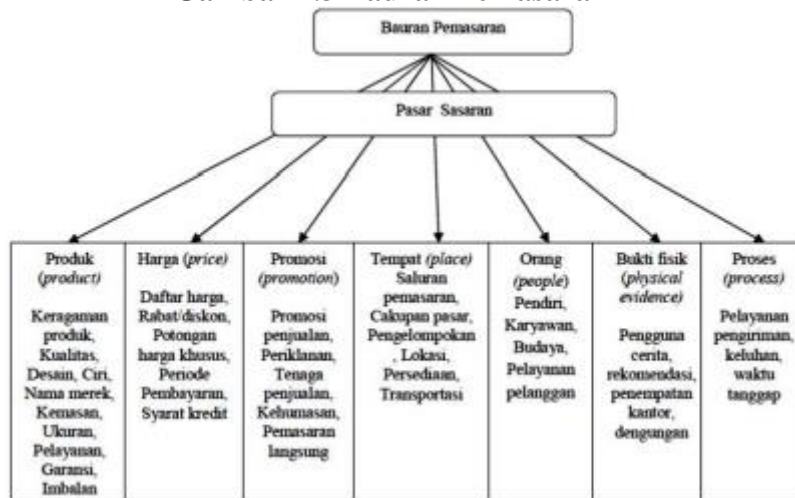 Bauran Pemasaran
Pasar Sasaran
Produk
(product)
Keragaman
produk,
Kualitas,
Desain, Ciri,
Nama merek,
Kemasan,
Ukuran,
Pelayanan,
Garansi,
Imbalan
Harga (price)
Daftar harga,
Rabat/diskon,
Potongan
harga khusus,
Periode
Pembayaran,
Syarat kredit
Promosi
(promotion)
Promosi
penjualan,
Periklanan,
Tenaga
penjualan,
Kehumasan,
Pemasaran
langsung
Tempat (place)
Saluran
pemasaran,
Cakupan pasar,
Pengelompokan
, Lokasi,
Persediaan,
Transportasi
Orang
(people)
Pendiri,
Karyawan,
Budaya,
Pelayanan
pelanggan
Bukti fisik
(physical
evidence)
Pengguna
cerita,
rekomendasi,
penempatan
kantor,
dengungan
Proses
(process)
Pelayanan
pengiriman,
keluhan,
waktu
tanggap